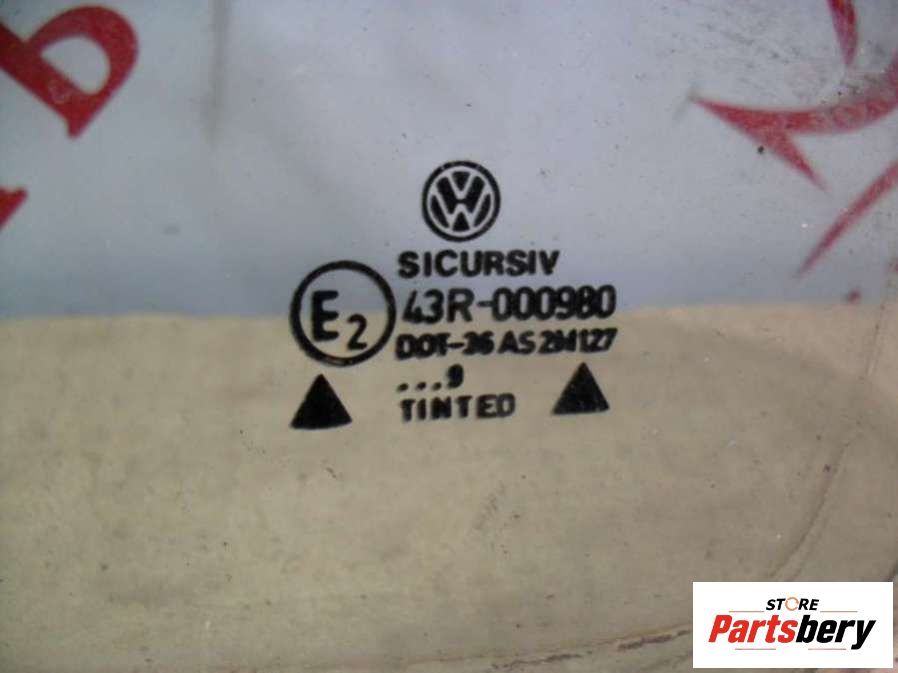 SICURSIV
E2
43R-000980
DOT-36 AS2M127
...9
TINTED
STORE
Partsbery